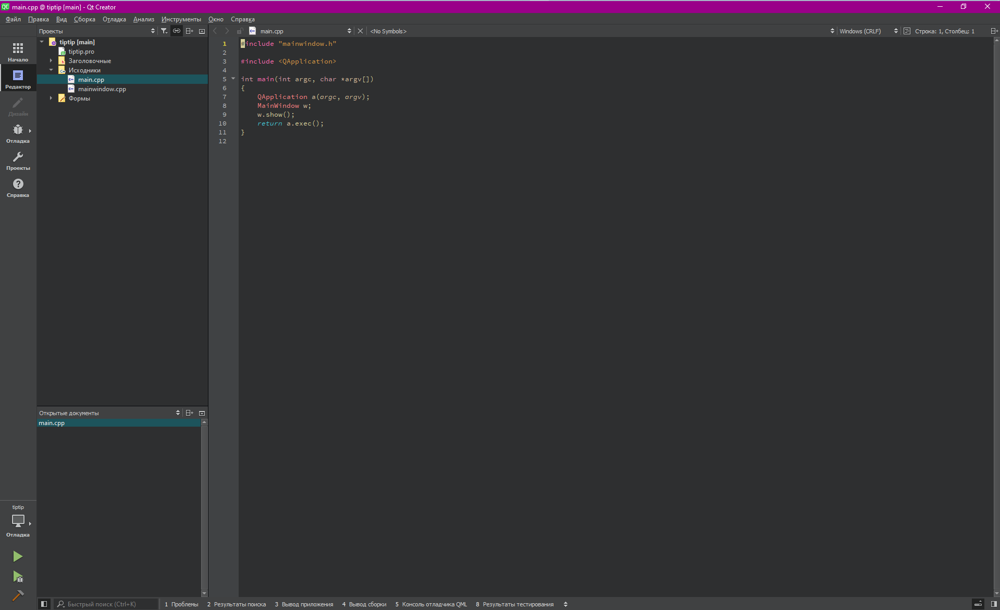 QC main.cpp @ tiptip [main] - Qt Creator
Файл Правка Вид Сборка Отладка Анализ Инструменты Окно Справка
Проекты
main.cpp
<No Symbols>
Windows (CRLF)
Строка: 1, Столбец: 1
Начало
Редактор
Дизайн
Отладка
Проекты
Справка
tiptip [main]
tiptip.pro
Заголовочные
Исходники
main.cpp
mainwindow.cpp
Формы
1 #include "mainwindow.h"
2
3 #include <QApplication>
4
5 int main(int argc, char *argv[])
6 {
7 QApplication a(argc, argv);
8 MainWindow w;
9 w.show();
10 return a.exec();
11 }
12
Открытые документы
main.cpp
tiptip
Отладка
Быстрый поиск (Ctrl+K)
1 Проблемы 2 Результаты поиска 3 Вывод приложения 4 Вывод сборки 5 Консоль отладчика QML 8 Результаты тестирования